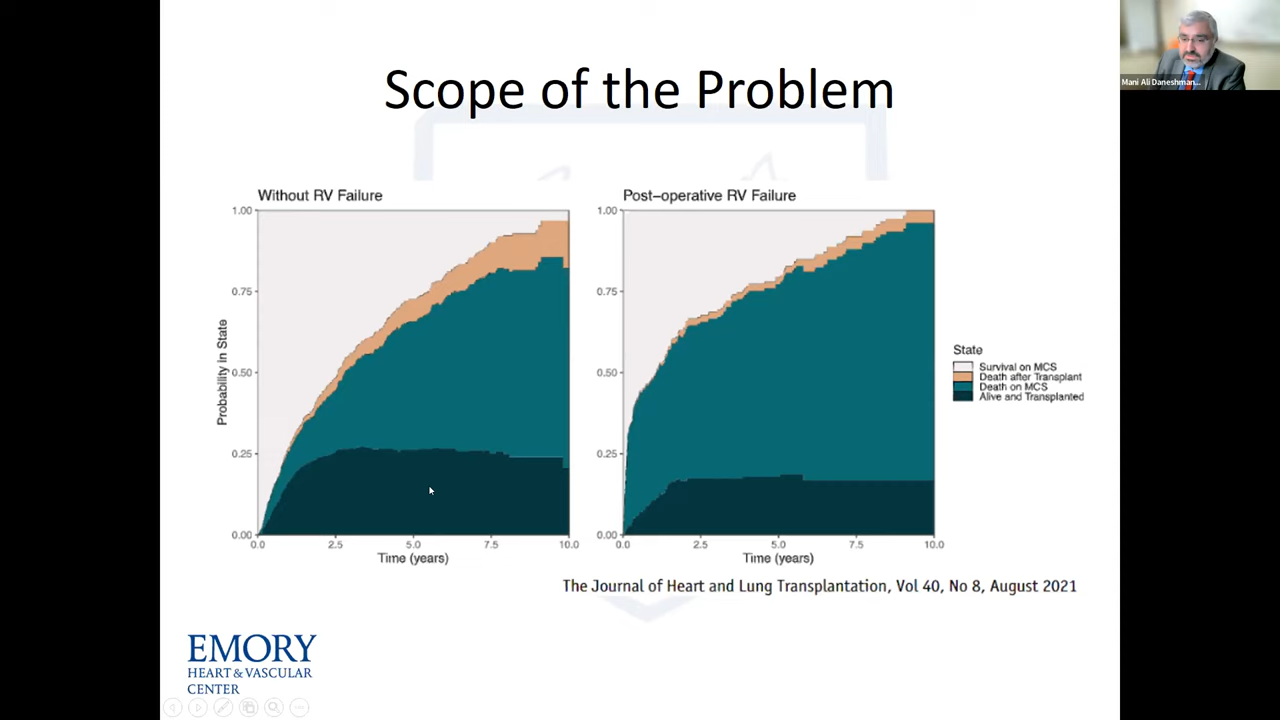 Scope of the Problem
Mani Ali Daneshman...
Without RV Failure
Post-operative RV Failure
Probability in State
1.00
0.75
0.50
0.25
0.00
0.0
2.5
5.0
7.5
10.0
Time (years)
1.00
0.75
0.50
0.25
0.00
0.0
2.5
5.0
7.5
10.0
Time (years)
State
Survival on MCS
Death after Transplant
Death on MCS
Alive and Transplanted
The Journal of Heart and Lung Transplantation, Vol 40, No 8, August 2021
EMORY
HEART & VASCULAR
CENTER